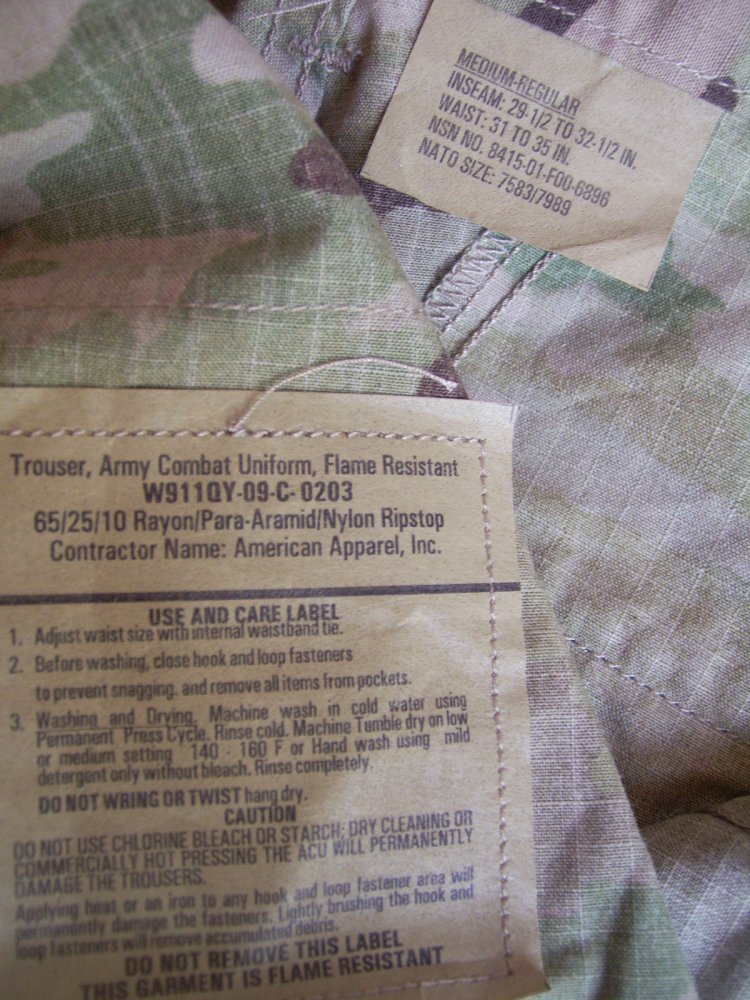 MEDIUM-REGULAR
INSEAM: 29-1/2 TO 32-1/2 IN.
WAIST: 31 TO 35 IN.
NSN NO. 8415-01-F00-6896
NATO SIZE: 7583/7989
Trouser, Army Combat Uniform, Flame Resistant
W911QY-09-C- 0203
65/25/10 Rayon/Para-Aramid/Nylon Ripstop
Contractor Name: American Apparel, Inc.
USE AND CARE LABEL
1. Adjust waist size with internal waistband tie.
2. Before washing, close hook and loop fasteners
to prevent snagging. and remove all items from pockets.
3. Washing and Drying, Machine wash in cold water using
Permanent Press Cycle. Rinse cold. Machine Tumble dry on low
or medium setting 140 - 160 F or Hand wash using mild
detergent only without bleach. Rinse completely.
DO NOT WRING OR TWIST hang dry.
CAUTION
DO NOT USE CHLORINE BLEACH OR STARCH; DRY CLEANING OR
COMMERCIALLY HOT PRESSING THE ACU WILL PERMANENTLY
DAMAGE THE TROUSERS.
Applying heat or an iron to any hook and loop fastener area will
permanently damage the fasteners. Lightly brushing the hook and
loop fasteners will remove accumulated debris.
DO NOT REMOVE THIS LABEL
THIS GARMENT IS FLAME RESISTANT